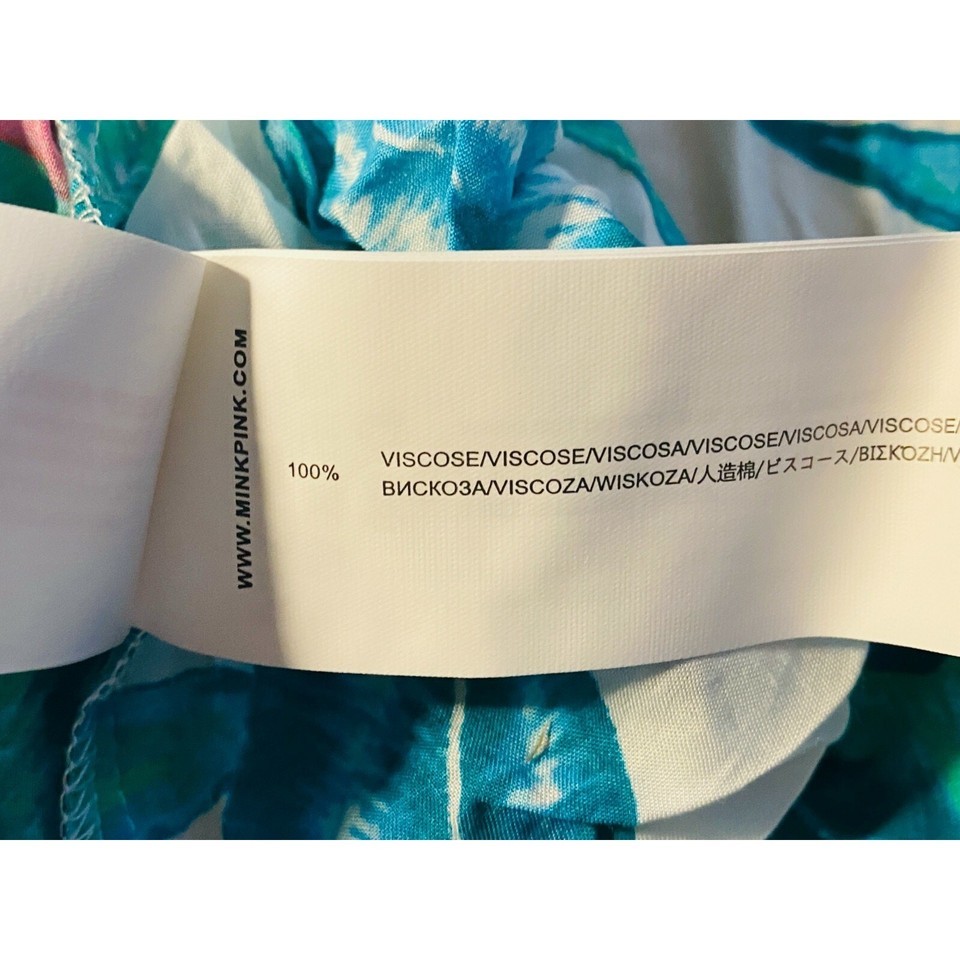 WWW.MINKPINK.COM
100%
VISCOSE/VISCOSE/VISCOSA/VISCOSE/VISCOSA/VISCOSE/
ВИСКОЗА/VISCOZA/WISKOZA/人造棉/ビスコース/ΒΙΣΚΌΖΗ/V